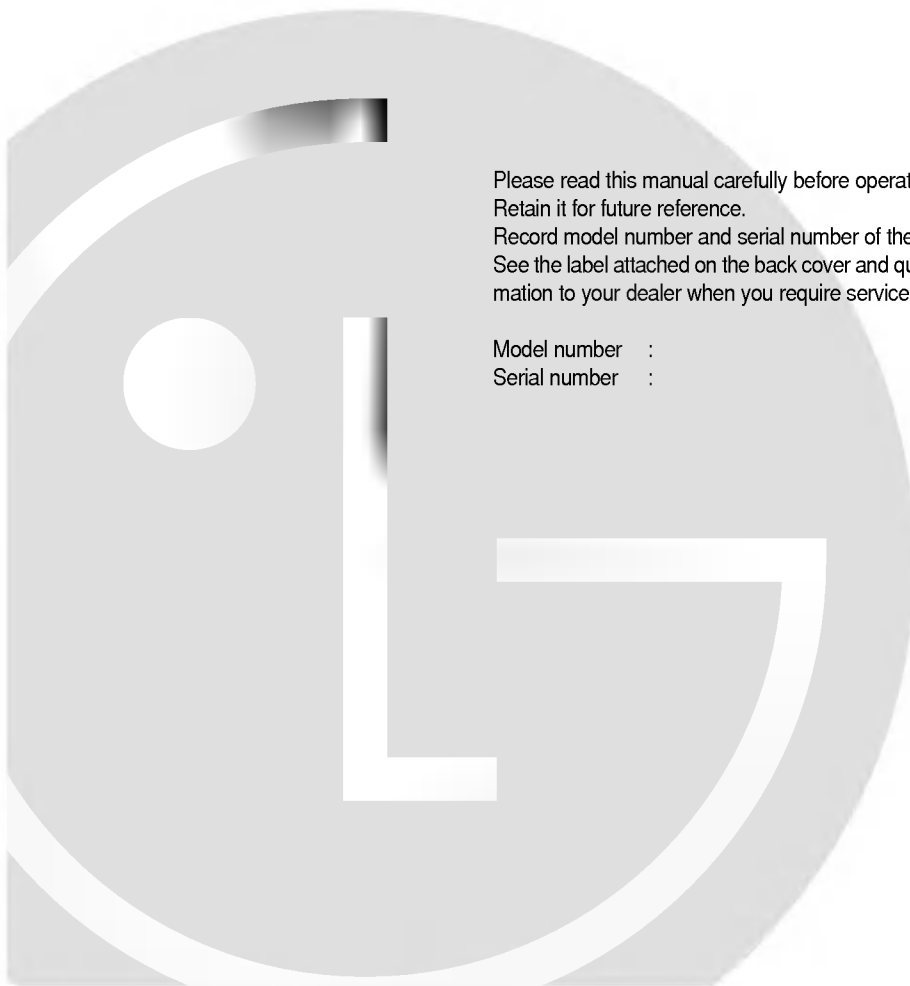 Please read this manual carefully before operat
Retain it for future reference.
Record model number and serial number of the
See the label attached on the back cover and qu
mation to your dealer when you require service
Model number :
Serial number :